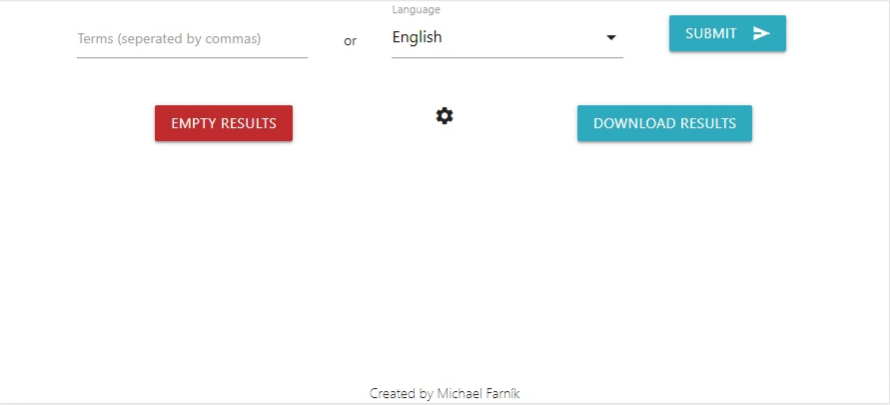 Language
Terms (seperated by commas)
or
English
SUBMIT
EMPTY RESULTS
DOWNLOAD RESULTS
Created by Michael Farník